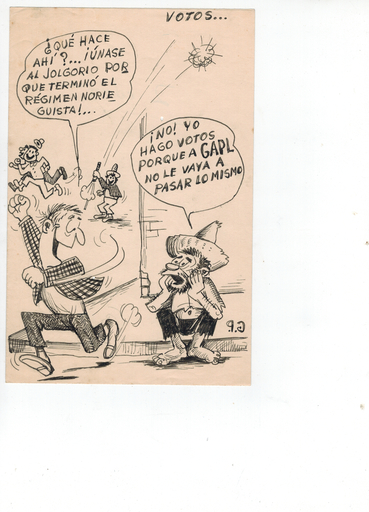 VOTOS...
¿QUÉ HACE
AHÍ?... ¡ÚNASE
AL JOLGORIO POR
QUE TERMINÓ EL
RÉGIMEN NORIE
GUISTA!...
¡NO! YO
HAGO VOTOS
PORQUE A GAPL
NO LE VAYA A
PASAR LO MISMO